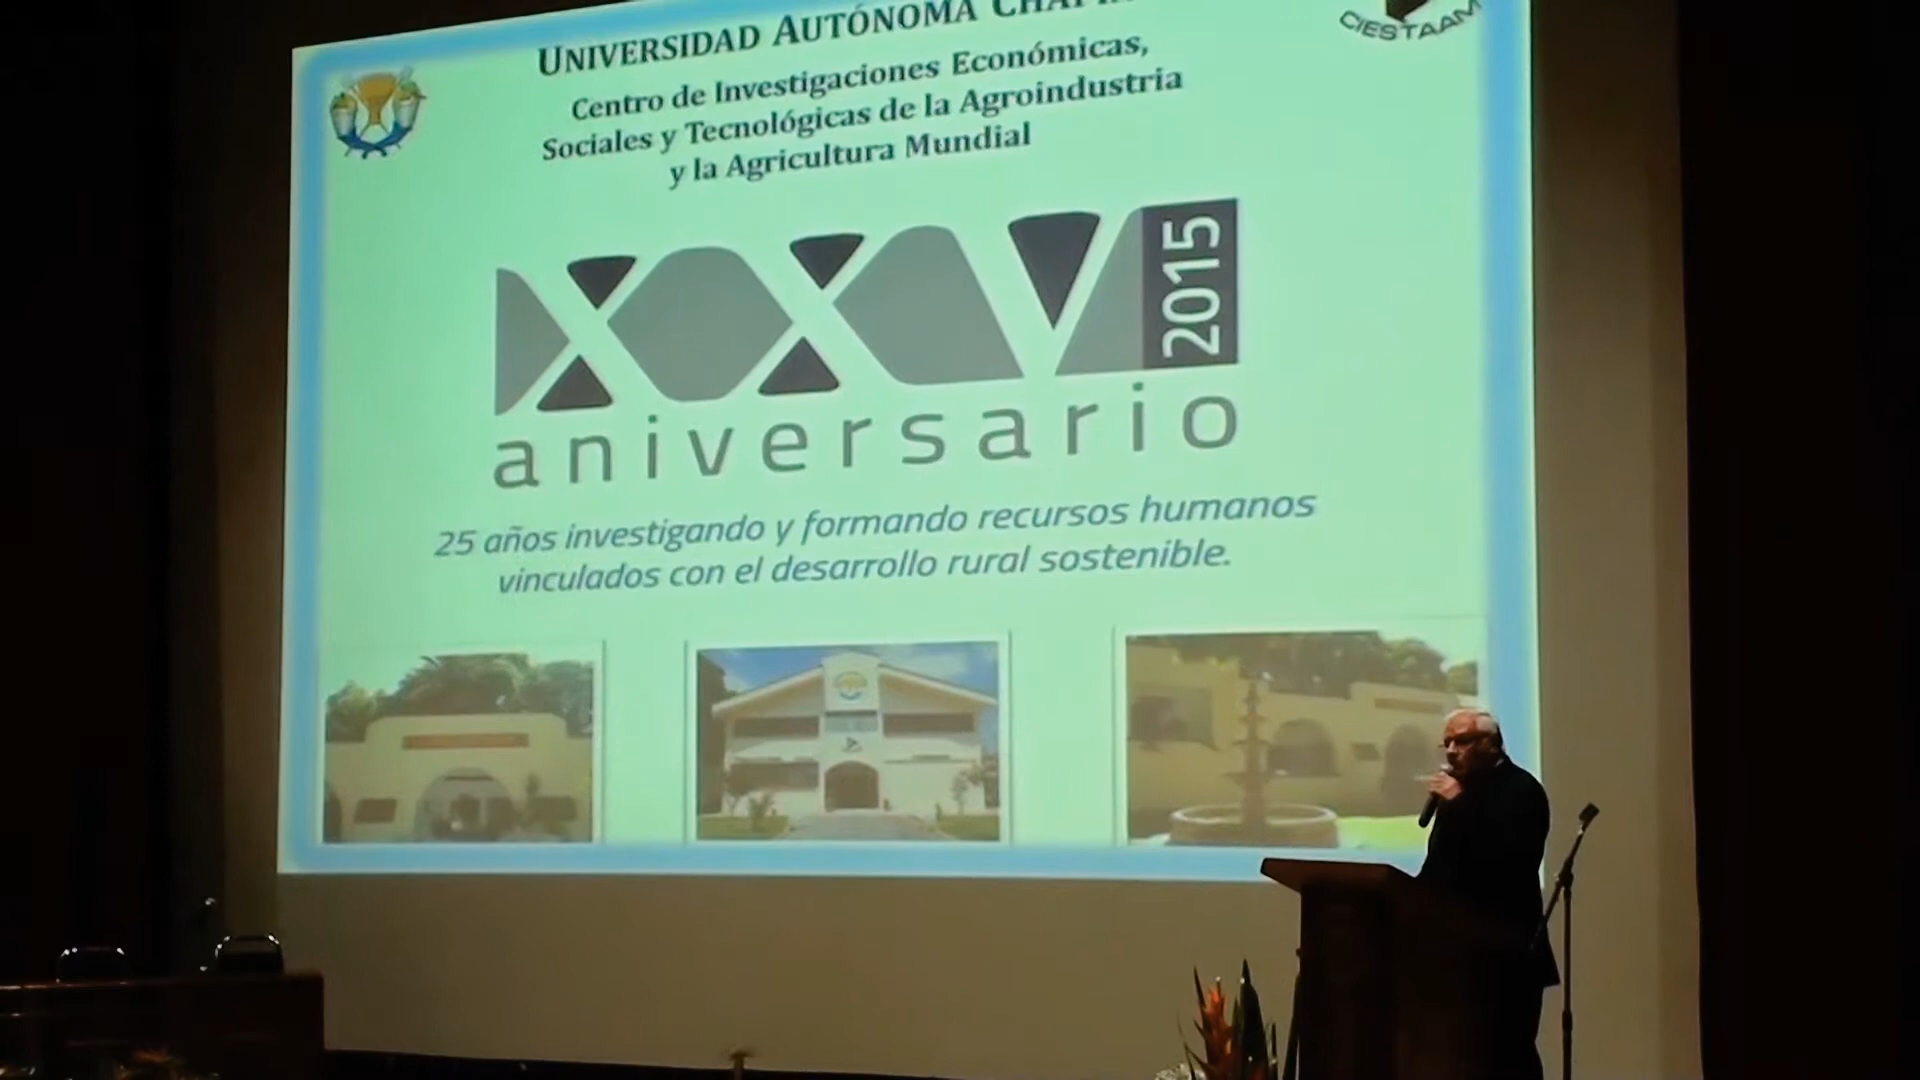 UNIVERSIDAD AUTÓNOMA
CIESTAAM
Centro de Investigaciones Económicas,
Sociales y Tecnológicas de la Agroindustria
y la Agricultura Mundial
XXV 2015
aniversario
25 años investigando y formando recursos humanos
vinculados con el desarrollo rural sostenible.